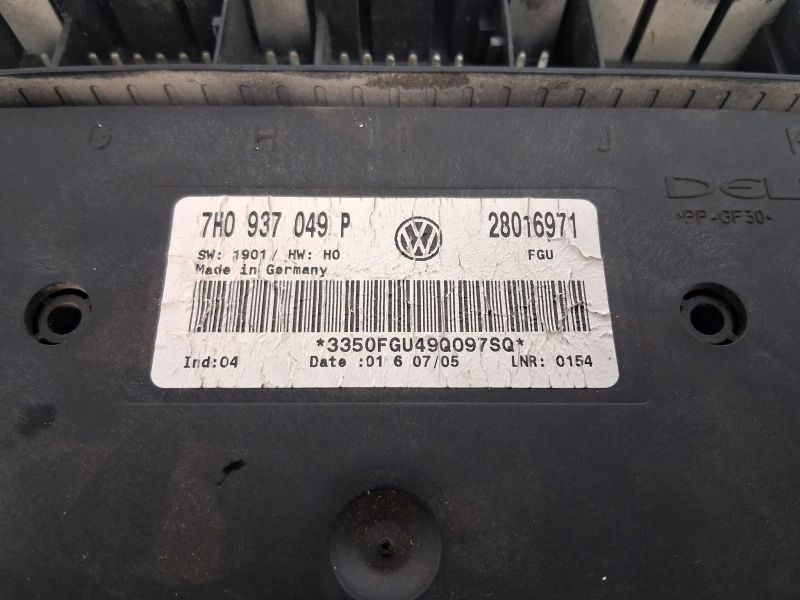 G H I J K
DEL
>PP-GF30<
7H0 937 049 P 28016971
SW: 1901/ HW: H0 FGU
Made in Germany
*3350FGU49Q097SQ*
Ind:04 Date :01 6 07/05 LNR: 0154